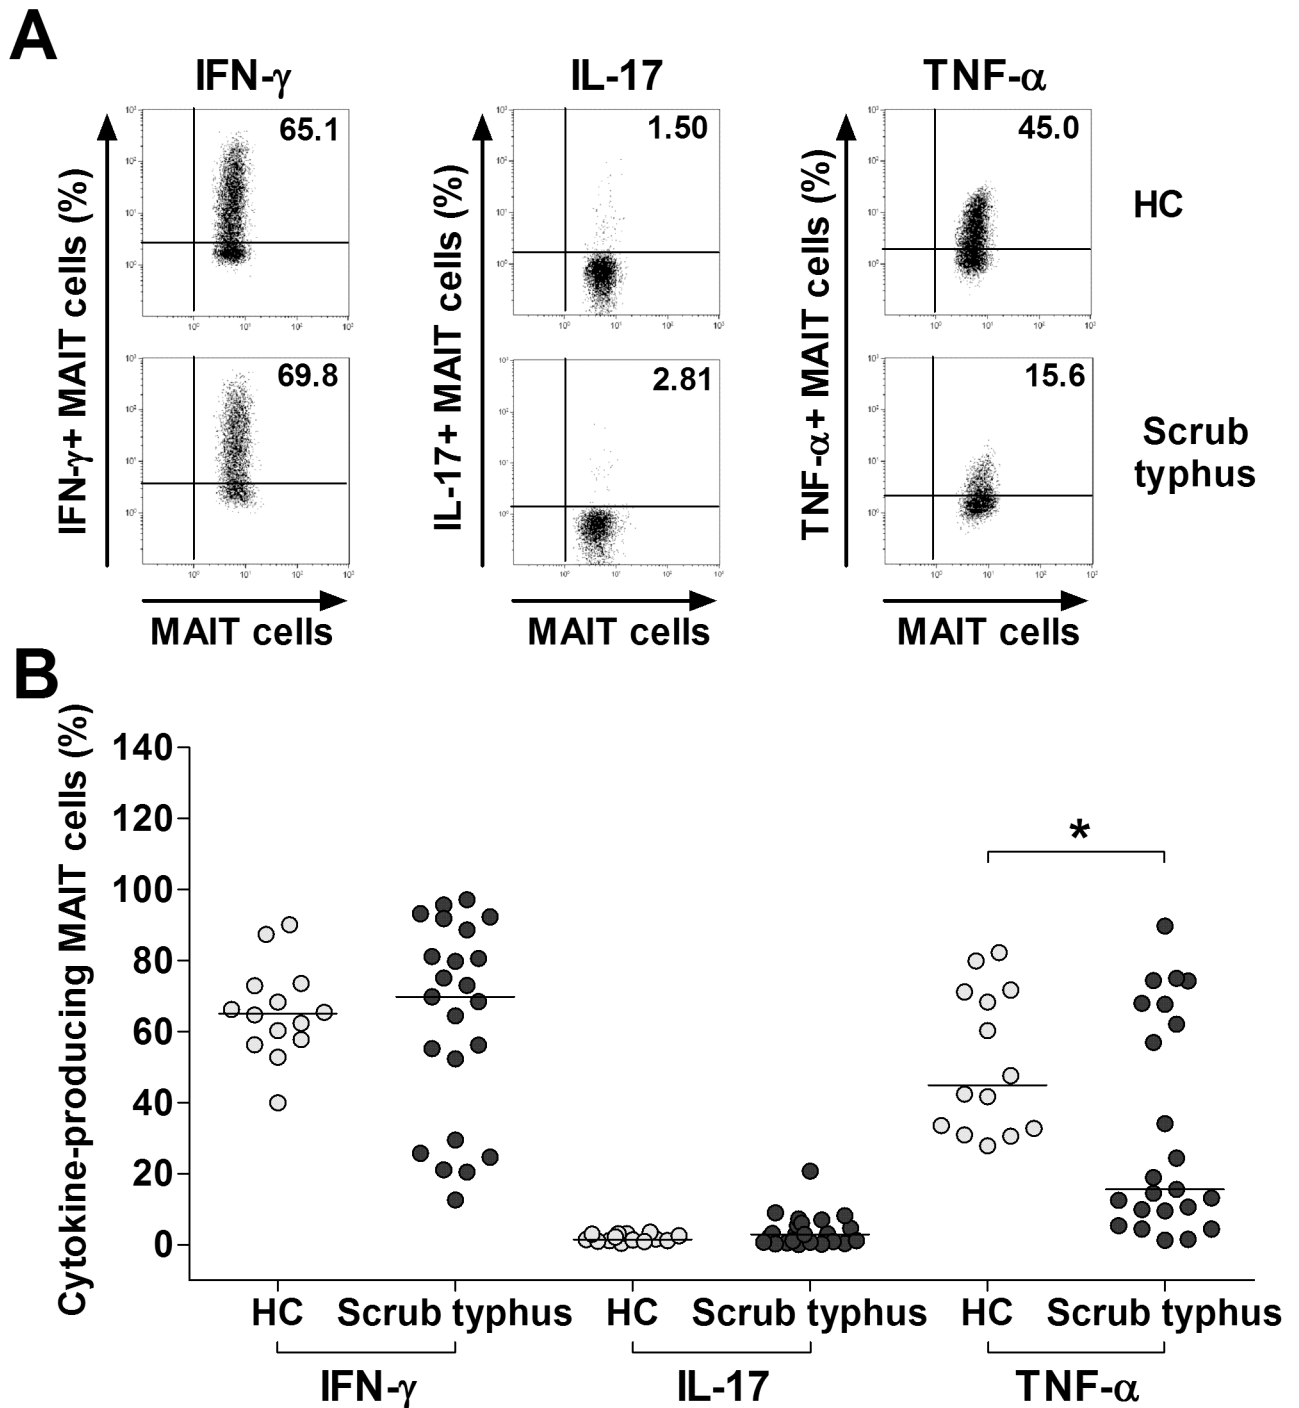 A
IFN-γ
IL-17
TNF-α
IFN-γ+ MAIT cells (%)
65.1
IL-17+ MAIT cells (%)
1.50
TNF-α+ MAIT cells (%)
45.0
HC
69.8
2.81
15.6
Scrub
typhus
MAIT cells
MAIT cells
MAIT cells
B
Cytokine-producing MAIT cells (%)
140
120
100
80
60
40
20
0
*
HC
Scrub typhus
HC
Scrub typhus
HC
Scrub typhus
IFN-γ
IL-17
TNF-α